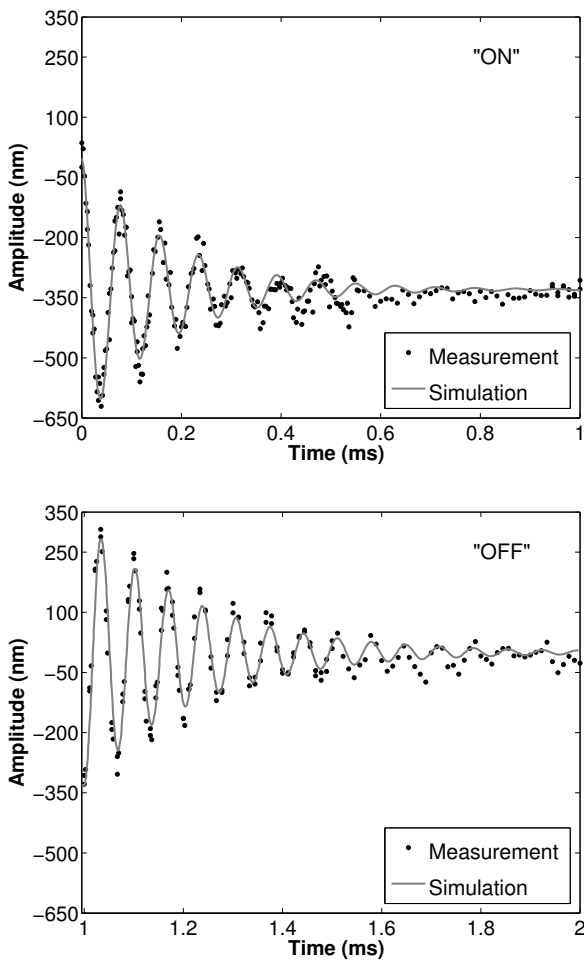 350
250
"ON"
100
−50
−200
−350
−500
−650
Amplitude (nm)
Measurement
Simulation
0
0.2
0.4
0.6
0.8
1
Time (ms)
350
250
"OFF"
100
−50
−200
−350
−500
−650
Amplitude (nm)
Measurement
Simulation
1
1.2
1.4
1.6
1.8
2
Time (ms)